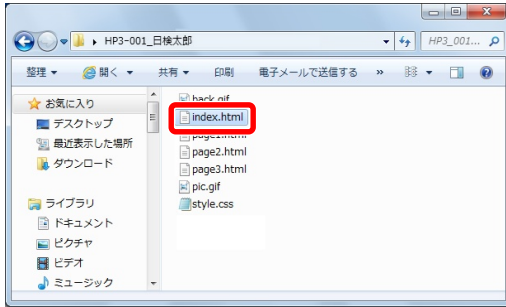 HP3-001_日検太郎
HP3_001...
整理
開く
共有
印刷
電子メールで送信する
»
お気に入り
デスクトップ
最近表示した場所
ダウンロード
ライブラリ
ドキュメント
ピクチャ
ビデオ
ミュージック
back.gif
index.html
page1.html
page2.html
page3.html
pic.gif
style.css